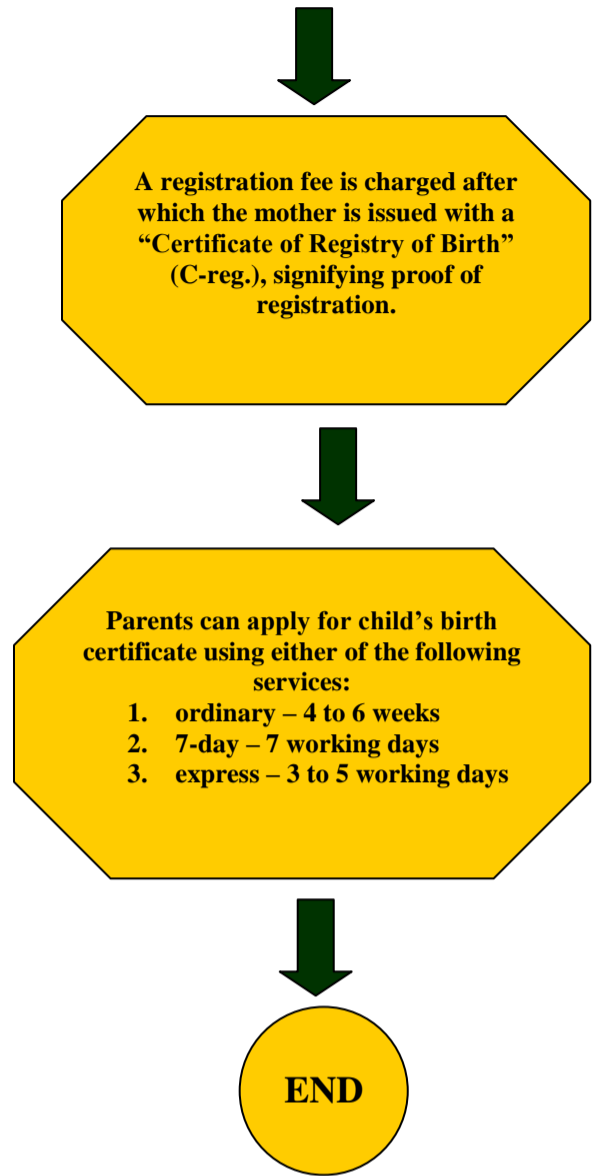 A registration fee is charged after
which the mother is issued with a
“Certificate of Registry of Birth”
(C-reg.), signifying proof of
registration.
Parents can apply for child’s birth
certificate using either of the following
services:
1. ordinary – 4 to 6 weeks
2. 7-day – 7 working days
3. express – 3 to 5 working days
END